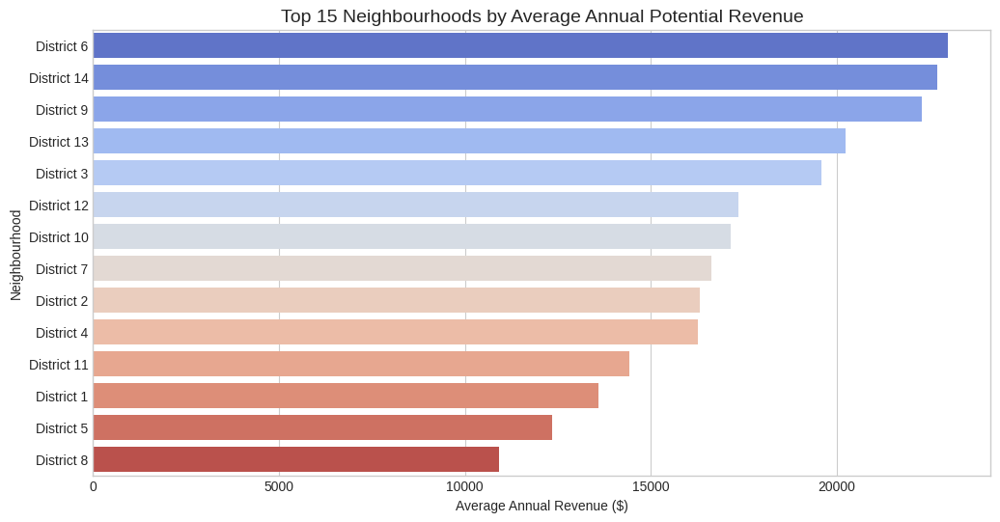 Top 15 Neighbourhoods by Average Annual Potential Revenue
Neighbourhood
District 6
District 14
District 9
District 13
District 3
District 12
District 10
District 7
District 2
District 4
District 11
District 1
District 5
District 8
0 5000 10000 15000 20000
Average Annual Revenue ($)